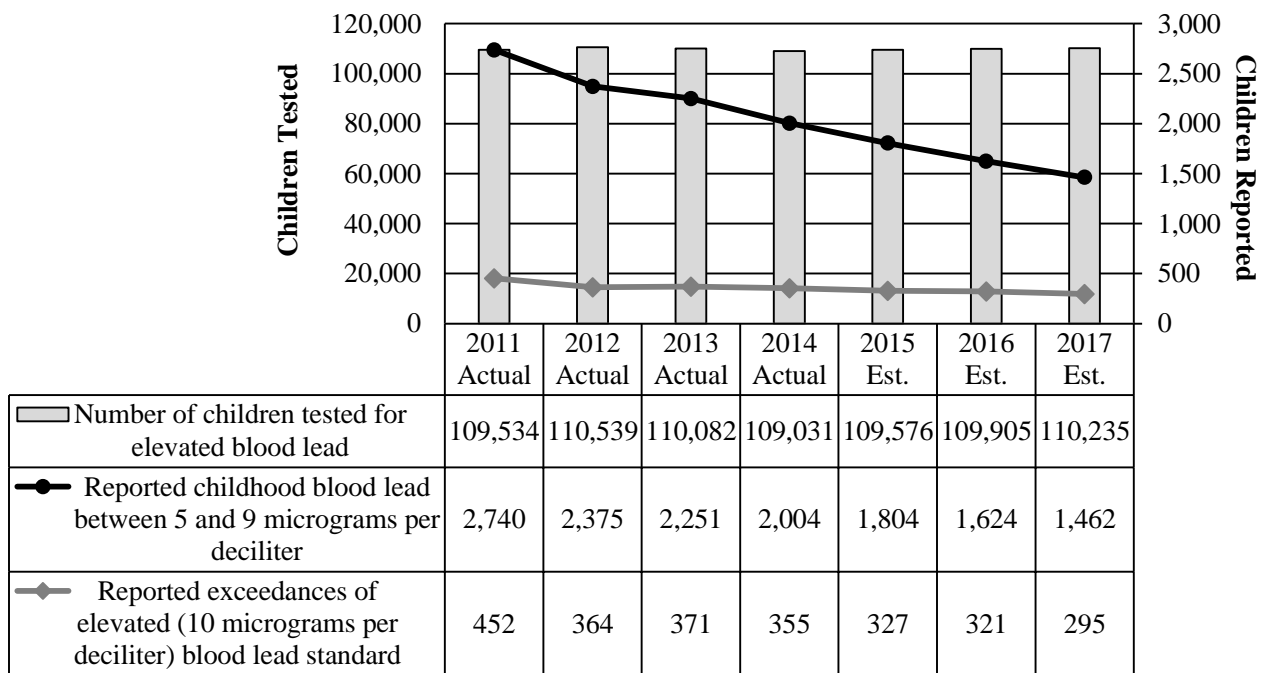 120,000
100,000
80,000
60,000
40,000
20,000
0
Children Tested
3,000
2,500
2,000
1,500
1,000
500
0
Children Reported
2011 Actual
2012 Actual
2013 Actual
2014 Actual
2015 Est.
2016 Est.
2017 Est.
Number of children tested for
elevated blood lead
109,534 110,539 110,082 109,031 109,576 109,905 110,235
Reported childhood blood lead
between 5 and 9 micrograms per
deciliter
2,740 2,375 2,251 2,004 1,804 1,624 1,462
Reported exceedances of
elevated (10 micrograms per
deciliter) blood lead standard
452 364 371 355 327 321 295